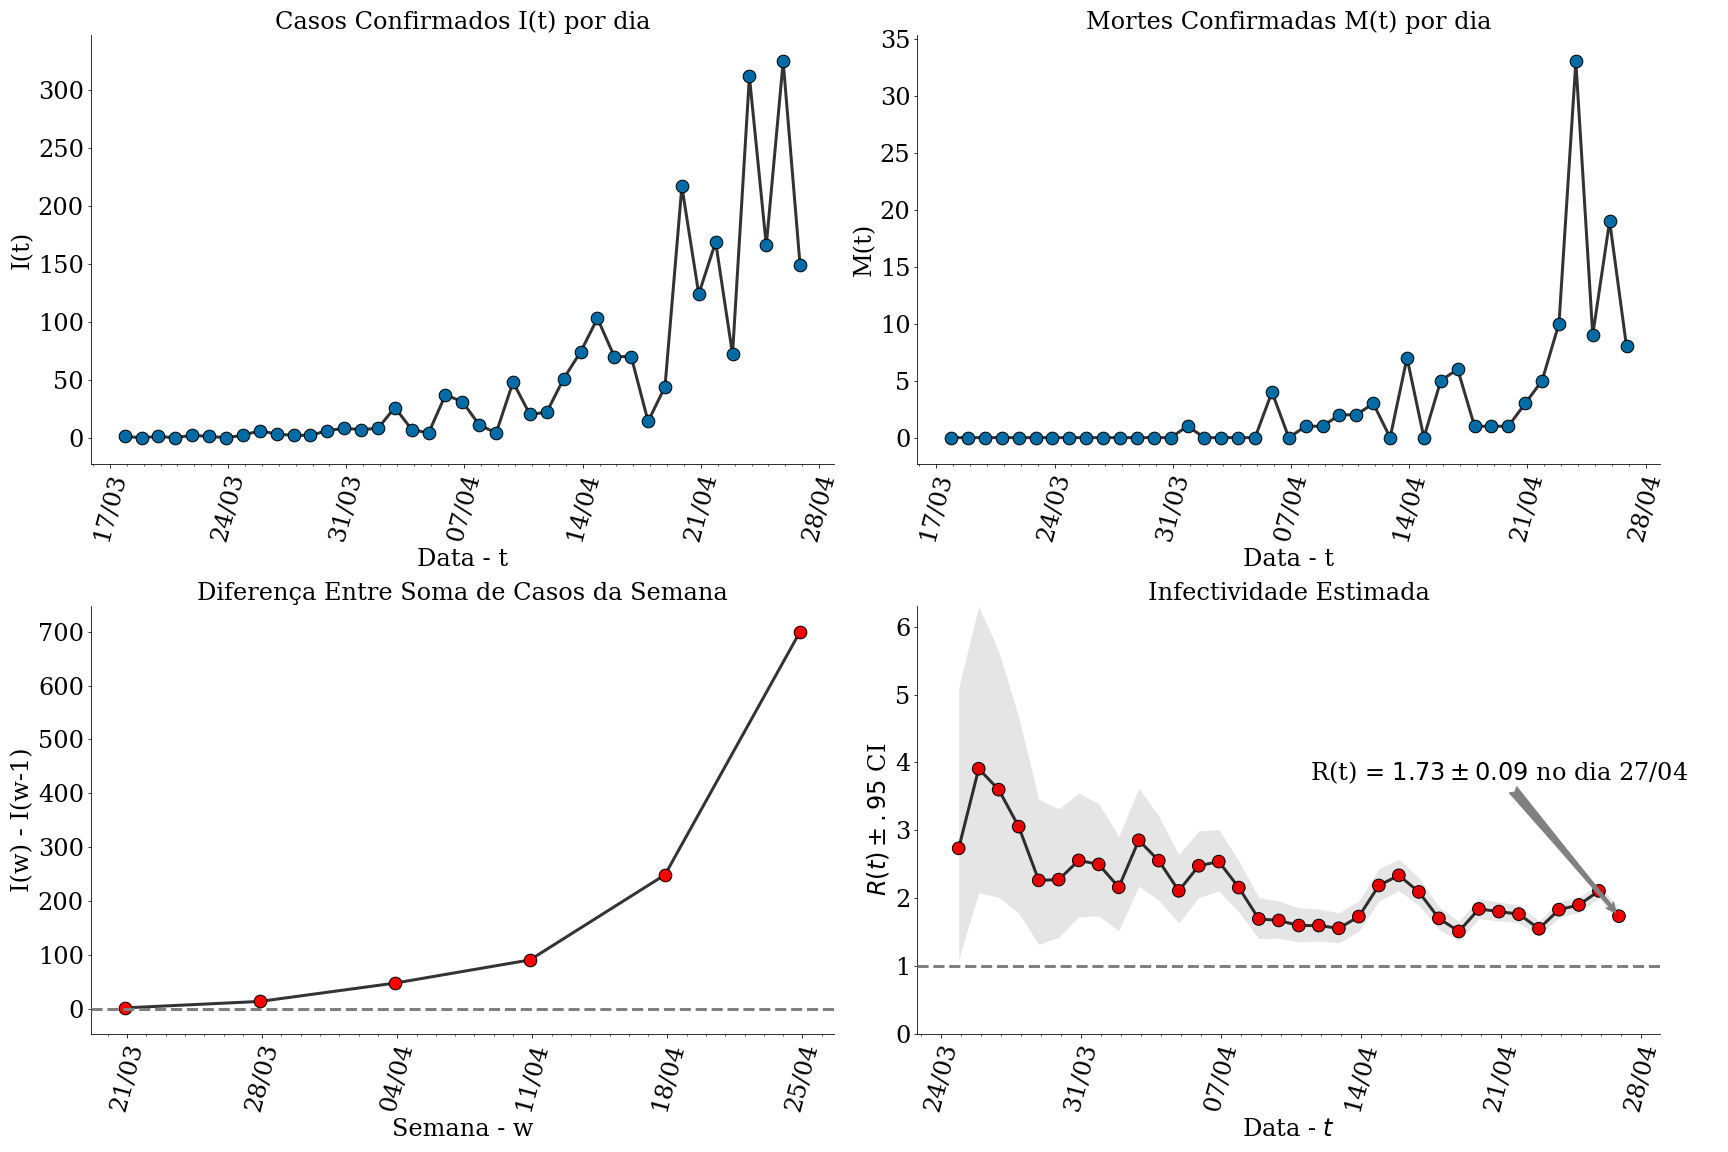 Casos Confirmados I(t) por dia
I(t)
300
250
200
150
100
50
0
17/03 24/03 31/03 07/04 14/04 21/04 28/04
Data - t
Mortes Confirmadas M(t) por dia
M(t)
35
30
25
20
15
10
5
0
17/03 24/03 31/03 07/04 14/04 21/04 28/04
Data - t
Diferença Entre Soma de Casos da Semana
I(w) - I(w-1)
700
600
500
400
300
200
100
0
21/03 28/03 04/04 11/04 18/04 25/04
Semana - w
Infectividade Estimada
R(t) ± .95 CI
6
5
4
3
2
1
0
R(t) = 1.73 ± 0.09 no dia 27/04
24/03 31/03 07/04 14/04 21/04 28/04
Data - t